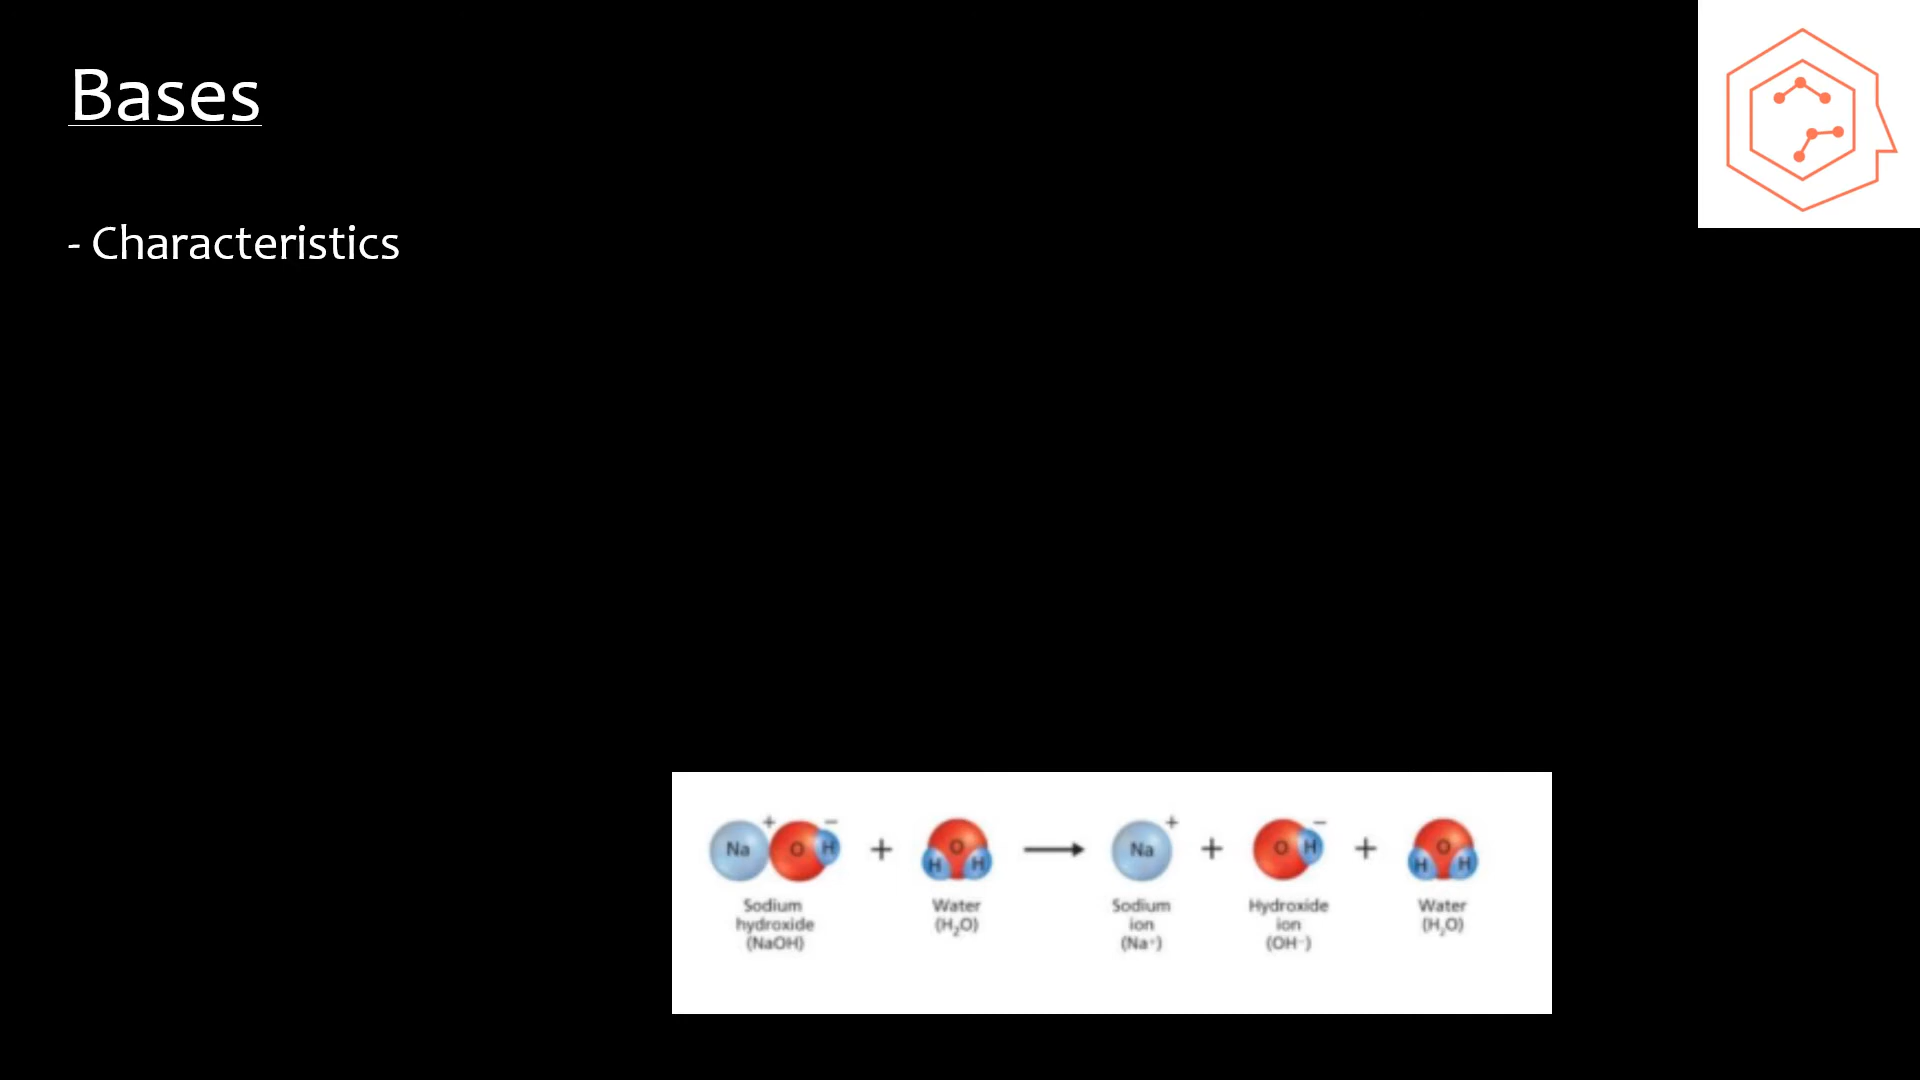 Bases
- Characteristics
Na + O H − + O H H → Na + + O H − + O H H
Sodium hydroxide (NaOH)
Water (H₂O)
Sodium ion (Na⁺)
Hydroxide ion (OH⁻)
Water (H₂O)